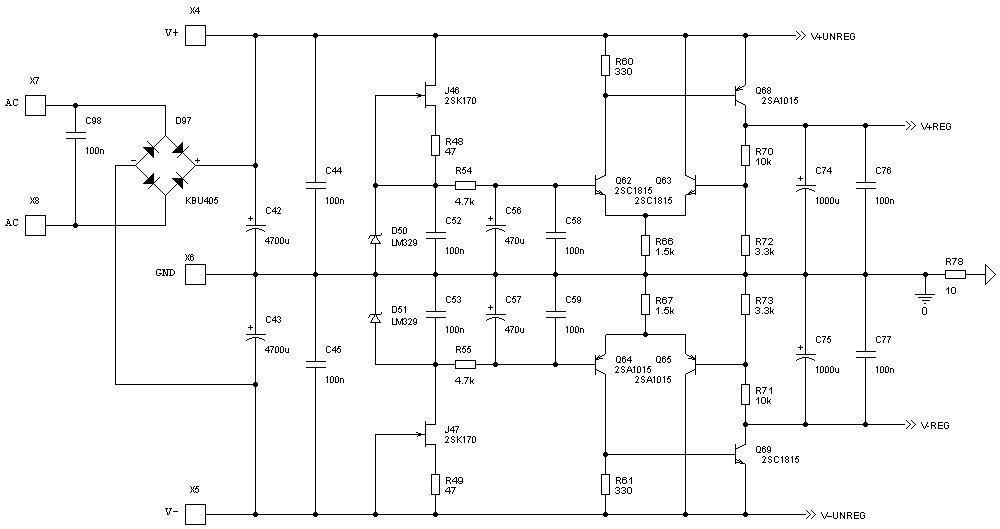 X4
V+
V+UNREG
R60
330
J46
2SK170
Q68
2SA1015
X7
AC
C98
100n
D97
V+REG
R48
47
R70
10k
-
+
KBU405
C44
100n
R54
4.7k
Q62
2SC1815
Q63
2SC1815
C74
1000u
C76
100n
X8
AC
+
C42
4700u
D50
LM329
C52
100n
+
C56
470u
C58
100n
R66
1.5k
R72
3.3k
+
X6
GND
R78
10
0
+
C43
4700u
D51
LM329
C53
100n
C57
470u
C59
100n
R67
1.5k
R73
3.3k
C45
100n
R55
4.7k
Q64
2SA1015
Q65
2SA1015
+
C75
1000u
C77
100n
R71
10k
J47
2SK170
V-REG
Q69
2SC1815
R49
47
R61
330
X5
V-
V-UNREG